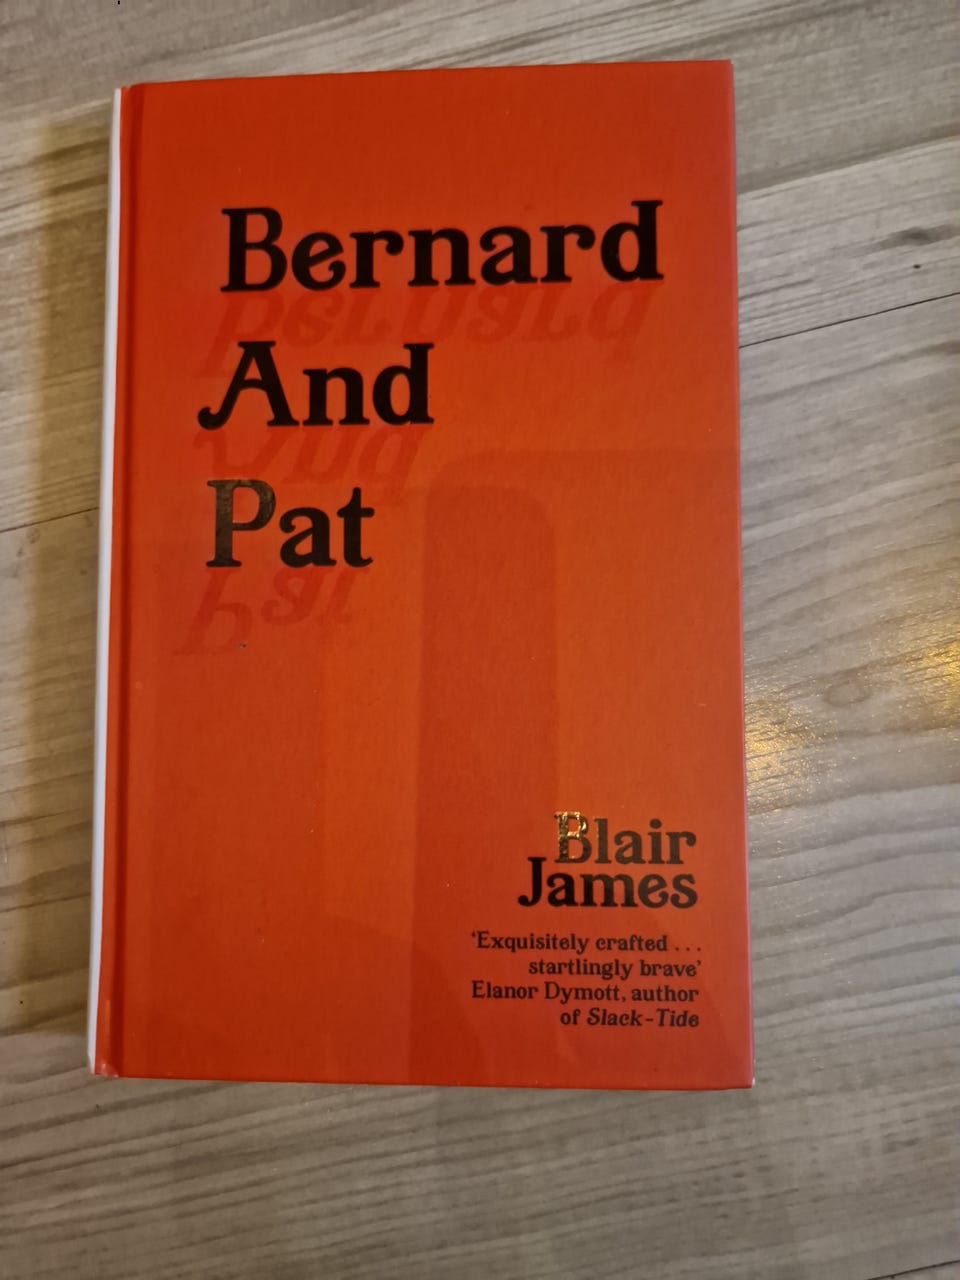 Bernard
And
Pat
Blair
James
‘Exquisitely crafted . . .
startlingly brave’
Elanor Dymott, author
of Slack-Tide